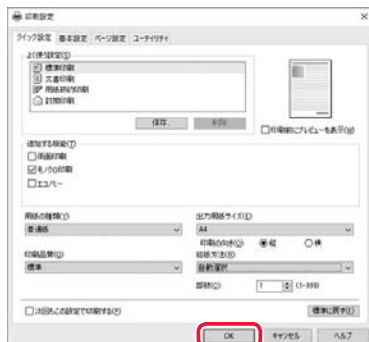 印刷設定
クイック設定 基本設定 ページ設定 ユーティリティ
よく使う設定(S)
標準印刷
文書印刷
用紙節約印刷
封筒印刷
保存... 削除
印刷前にプレビューを表示(W)
追加する機能(T)
両面印刷
モノクロ印刷
エコバー
用紙の種類(Y)
普通紙
出力用紙サイズ(Z)
A4
印刷の向き(O) 縦 横
印刷品質(Q)
標準
給紙方法(B)
自動選択
部数(C) 1 (1-999)
次回もこの設定で印刷する(P)
標準に戻す(F)
OK キャンセル ヘルプ